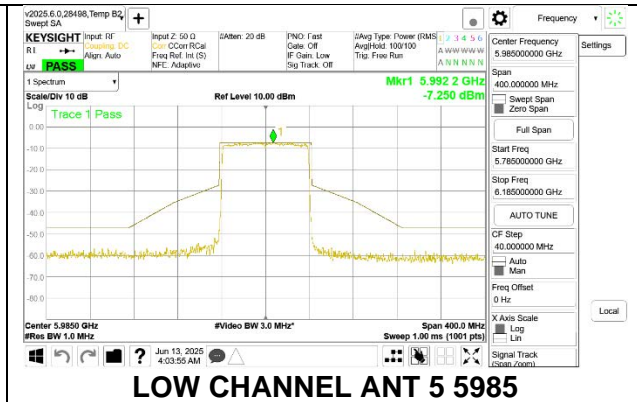 v2025.6.0,28498,Temp B2
Swept SA
+
Frequency
KEYSIGHT
Input: RF
Coupling: DC
Align: Auto
Input Z: 50 Ω
Corr CCorr RCal
Freq Ref: Int (S)
NFE: Adaptive
#Atten: 20 dB
PNO: Fast
Gate: Off
IF Gain: Low
Sig Track: Off
#Avg Type: Power (RMS
Avg|Hold: 100/100
Trig: Free Run
1 2 3 4 5 6
A W W W W W
A N N N N N
RL
LXI
PASS
1 Spectrum
Scale/Div 10 dB
Ref Level 10.00 dBm
Mkr1 5.992 2 GHz
-7.250 dBm
Log
Trace 1 Pass
1
0.00
-10.0
-20.0
-30.0
-40.0
-50.0
-60.0
-70.0
-80.0
Center 5.9850 GHz
#Res BW 1.0 MHz
#Video BW 3.0 MHz*
Span 400.0 MHz
Sweep 1.00 ms (1001 pts)
?
Jun 13, 2025
4:03:55 AM
Center Frequency
5.985000000 GHz
Span
400.000000 MHz
Swept Span
Zero Span
Full Span
Start Freq
5.785000000 GHz
Stop Freq
6.185000000 GHz
AUTO TUNE
CF Step
40.000000 MHz
Auto
Man
Freq Offset
0 Hz
X Axis Scale
Log
Lin
Signal Track
(Span Zoom)
Settings
Local
LOW CHANNEL ANT 5 5985